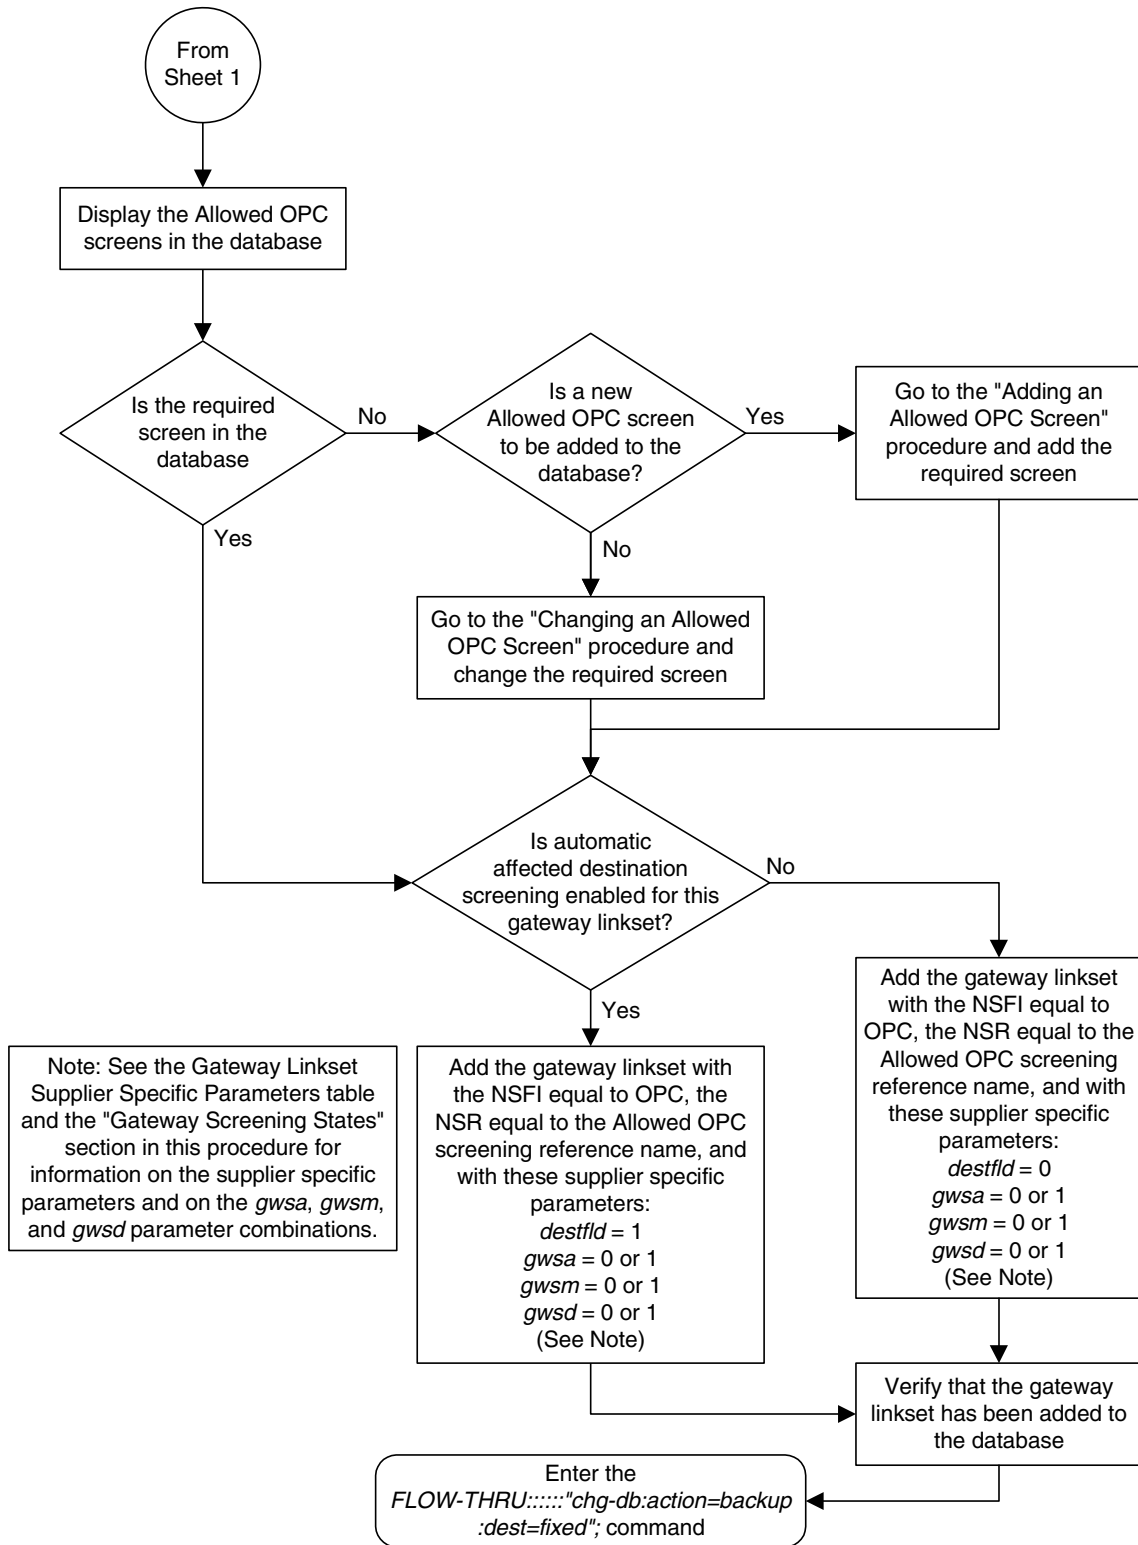 From
Sheet 1
Display the Allowed OPC
screens in the database
Is the required
screen in the
database
No
Yes
Is a new
Allowed OPC screen
to be added to the
database?
Yes
No
Go to the "Adding an
Allowed OPC Screen"
procedure and add the
required screen
Go to the "Changing an Allowed
OPC Screen" procedure and
change the required screen
Is automatic
affected destination
screening enabled for this
gateway linkset?
No
Yes
Add the gateway linkset
with the NSFI equal to
OPC, the NSR equal to the
Allowed OPC screening
reference name, and with
these supplier specific
parameters:
destfld = 0
gwsa = 0 or 1
gwsm = 0 or 1
gwsd = 0 or 1
(See Note)
Note: See the Gateway Linkset
Supplier Specific Parameters table
and the "Gateway Screening States"
section in this procedure for
information on the supplier specific
parameters and on the gwsa, gwsm,
and gwsd parameter combinations.
Add the gateway linkset with
the NSFI equal to OPC, the
NSR equal to the Allowed OPC
screening reference name, and
with these supplier specific
parameters:
destfld = 1
gwsa = 0 or 1
gwsm = 0 or 1
gwsd = 0 or 1
(See Note)
Verify that the gateway
linkset has been added to
the database
Enter the
FLOW-THRU::::::"chg-db:action=backup
:dest=fixed"; command